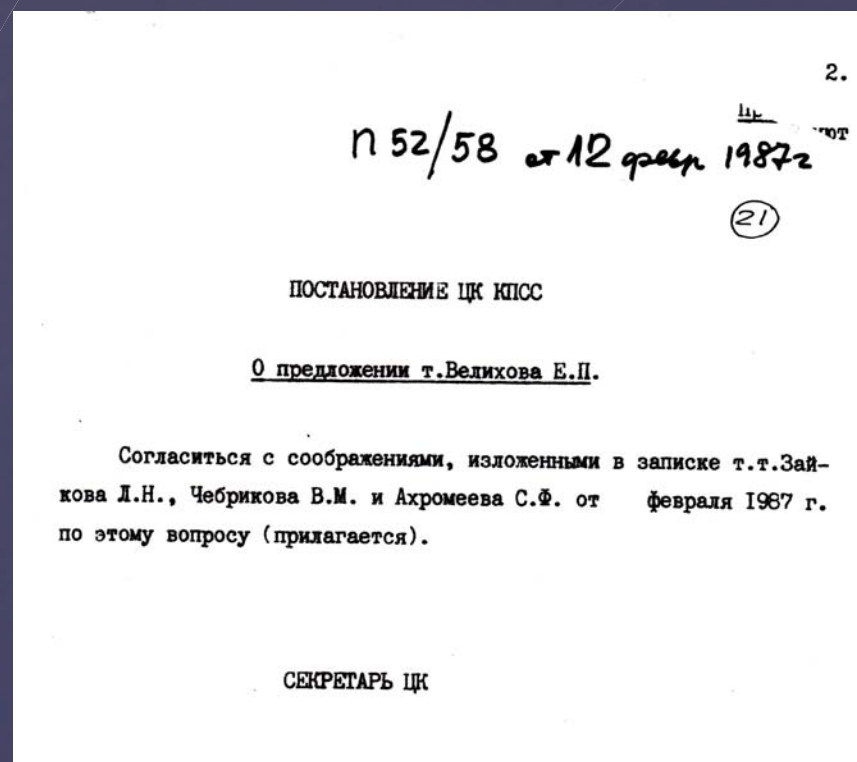 2.
П 52/58 от 12 февр 1987г
21
ПОСТАНОВЛЕНИЕ ЦК КПСС
О предложении т.Велихова Е.П.
Согласиться с соображениями, изложенными в записке т.т.Зай-
кова Л.Н., Чебрикова В.М. и Ахромеева С.Ф. от февраля I987 г.
по этому вопросу (прилагается).
СЕКРЕТАРЬ ЦК